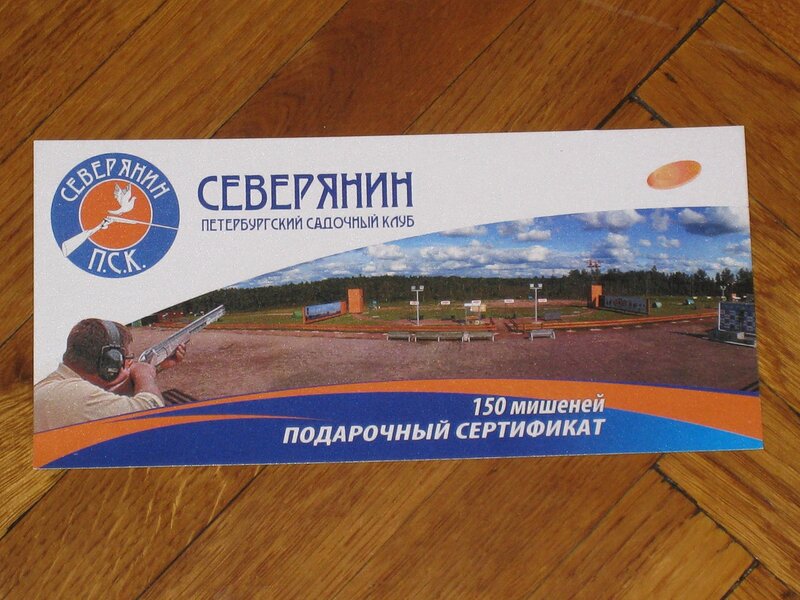 СЕВЕРЯНИН
П.С.К.
СЕВЕРЯНИН
ПЕТЕРБУРГСКИЙ САДОЧНЫЙ КЛУБ
150 мишеней
ПОДАРОЧНЫЙ СЕРТИФИКАТ